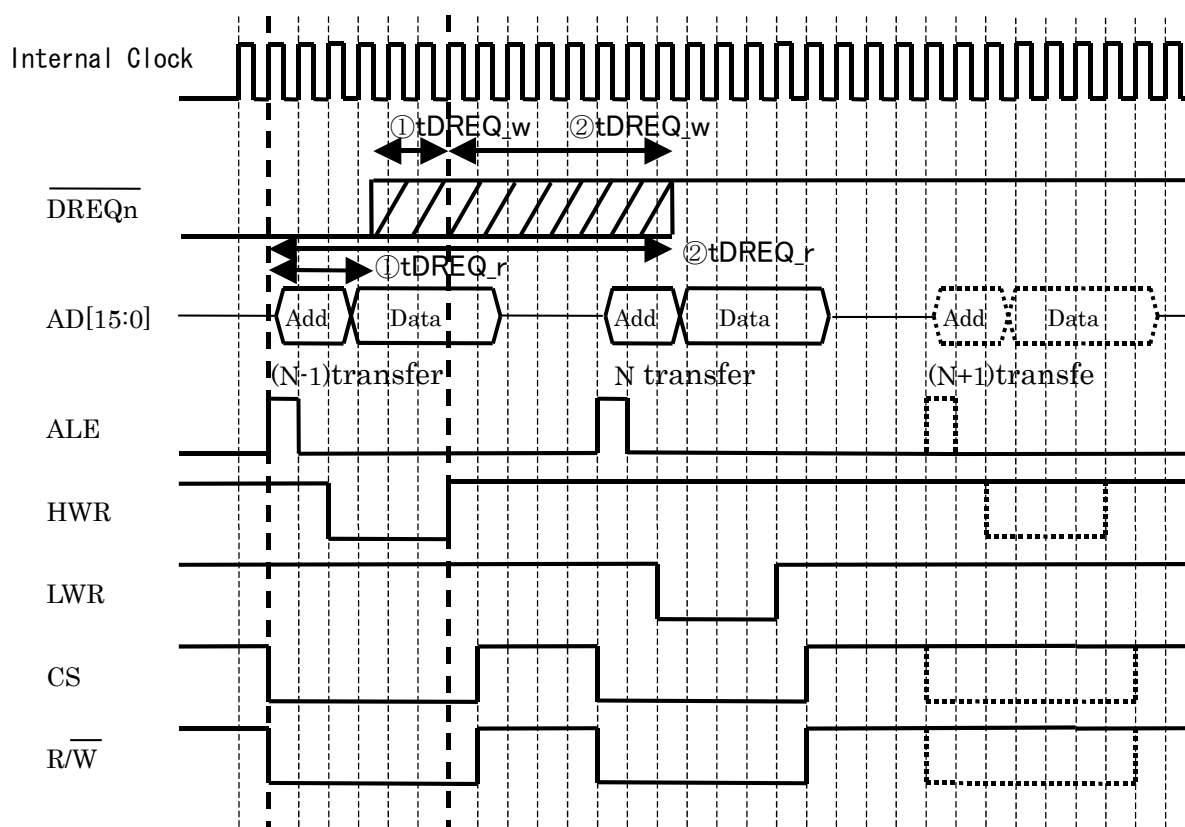 Internal Clock
①tDREQ_w ②tDREQ_w
DREQn
②tDREQ_r
①tDREQ_r
AD[15:0] Add Data Add Data Add Data
(N-1)transfer N transfer (N+1)transfe
ALE
HWR
LWR
CS
R/W